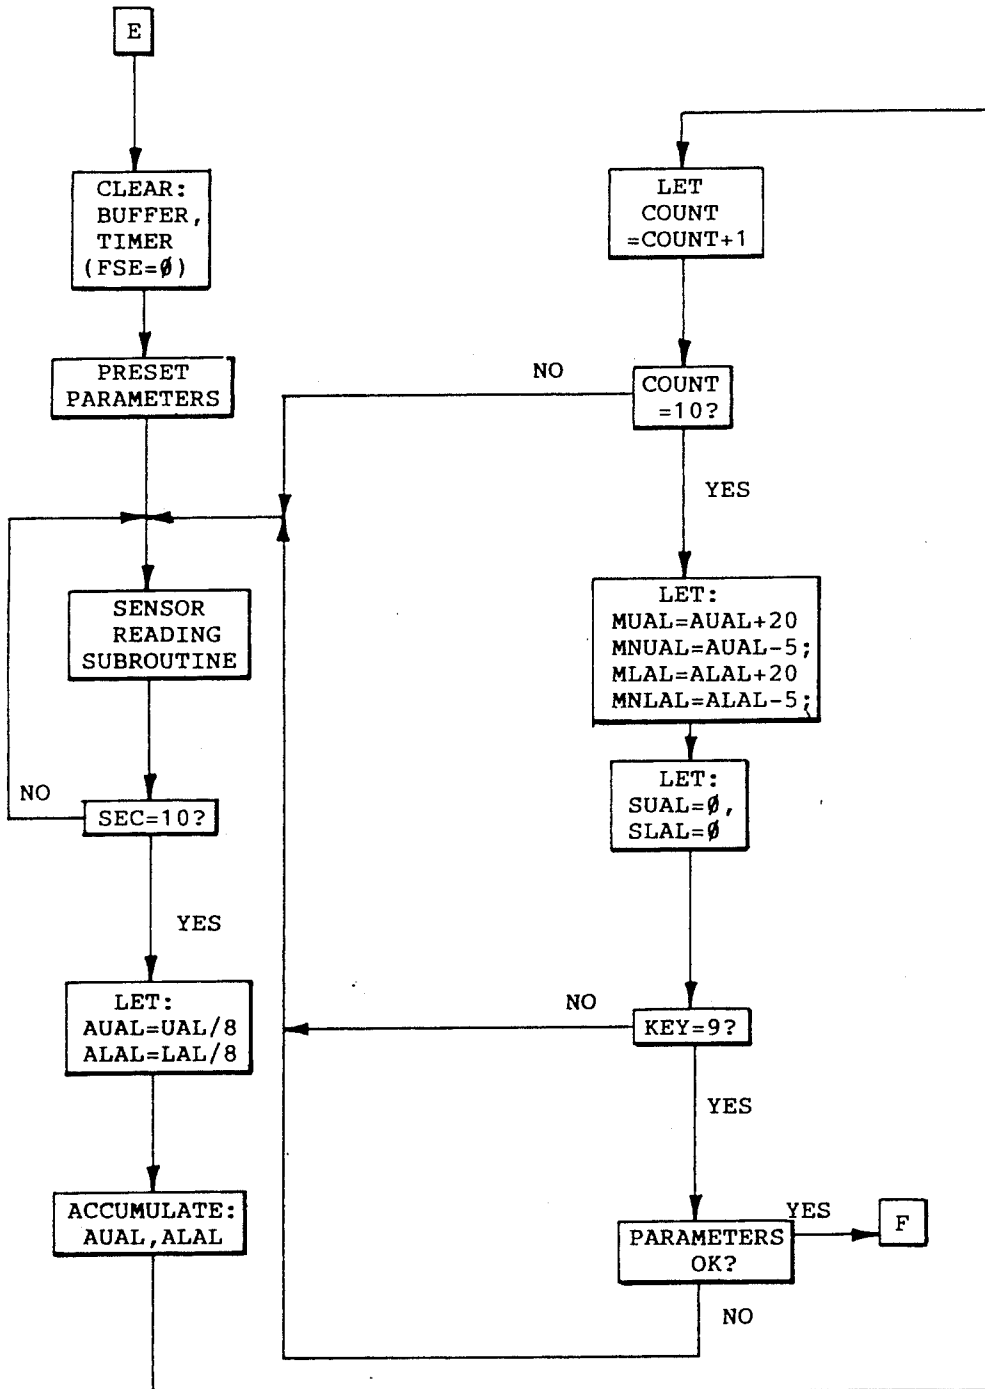 E
CLEAR:
BUFFER,
TIMER
(FSE=Ø)
PRESET
PARAMETERS
SENSOR
READING
SUBROUTINE
NO
SEC=10?
YES
LET:
AUAL=UAL/8
ALAL=LAL/8
ACCUMULATE:
AUAL,ALAL
LET
COUNT
=COUNT+1
NO
COUNT
=10?
YES
LET:
MUAL=AUAL+20
MNUAL=AUAL-5;
MLAL=ALAL+20
MNLAL=ALAL-5;
LET:
SUAL=Ø,
SLAL=Ø
NO
KEY=9?
YES
PARAMETERS
OK?
YES
F
NO